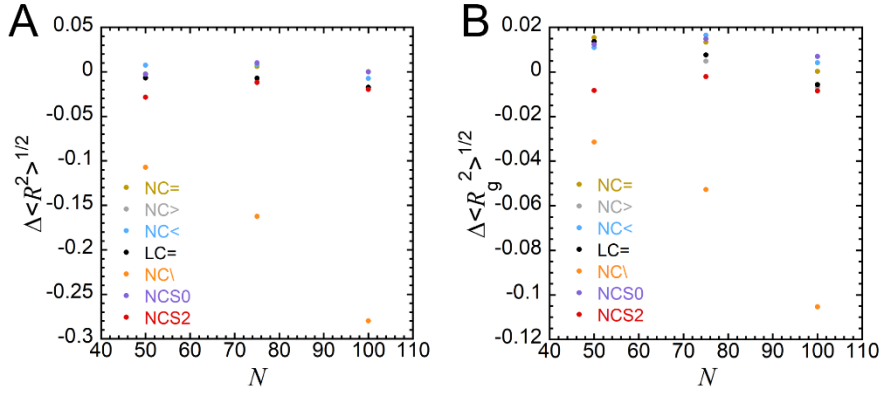 A
Δ<R²>^1/2
0.05
0
-0.05
-0.1
-0.15
-0.2
-0.25
-0.3
NC=
NC>
NC<
LC=
NC\
NCS0
NCS2
40 50 60 70 80 90 100 110
N
B
Δ<R_g²>^1/2
0.02
0
-0.02
-0.04
-0.06
-0.08
-0.1
-0.12
NC=
NC>
NC<
LC=
NC\
NCS0
NCS2
40 50 60 70 80 90 100 110
N